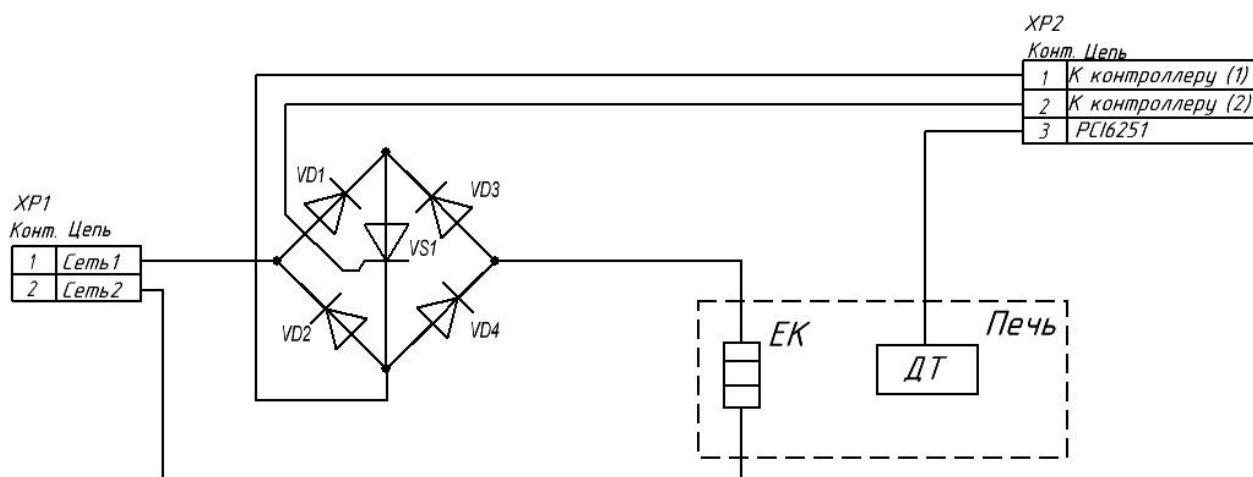 XP2
Конт. Цепь
1 К контроллеру (1)
2 К контроллеру (2)
3 PCI6251
VD1
VD3
XP1
Конт. Цепь
VS1
1 Сеть1
2 Сеть2
VD2
VD4
ЕК
Печь
ДТ